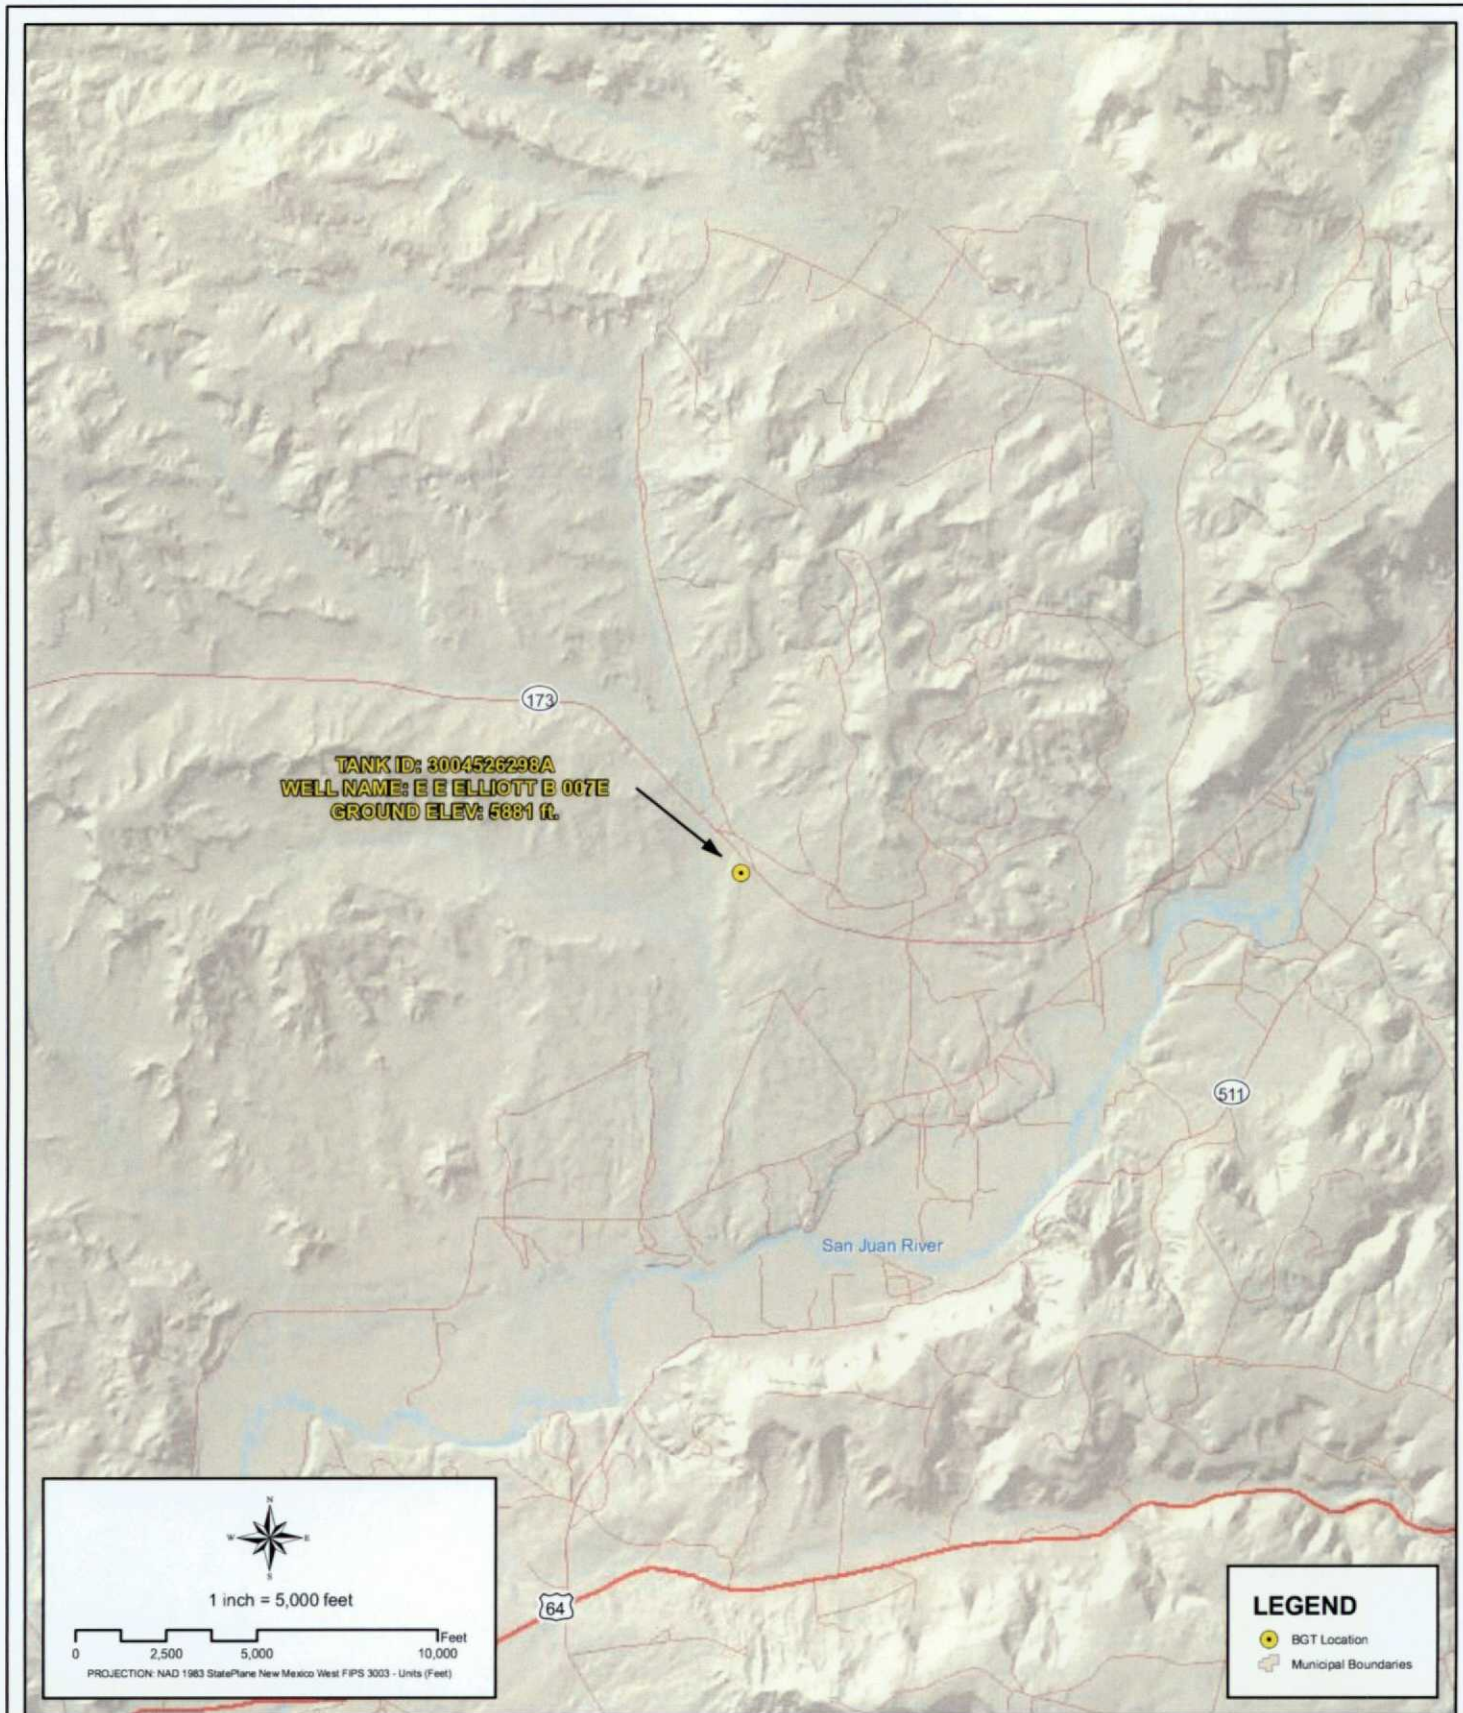 173
TANK ID: 3004526298A
WELL NAME: E E ELLIOTT B 007E
GROUND ELEV: 5881 ft.
511
San Juan River
N
W E
S
1 inch = 5,000 feet
Feet
0 2,500 5,000 10,000
PROJECTION: NAD 1983 StatePlane New Mexico West FIPS 3003 - Units (Feet)
64
LEGEND
BGT Location
Municipal Boundaries